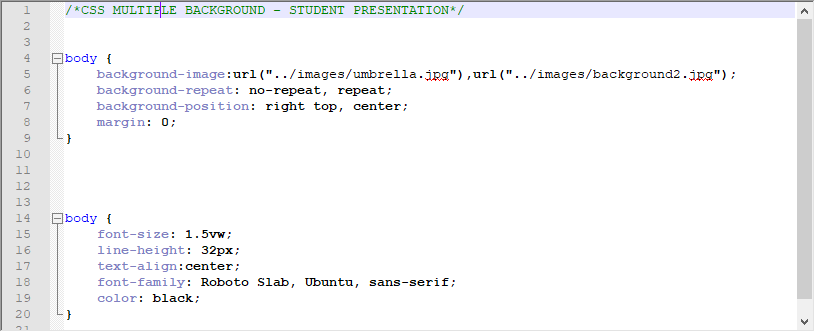 1 /*CSS MULTIPLE BACKGROUND - STUDENT PRESENTATION*/
2
3
4 body {
5 background-image:url("../images/umbrella.jpg"),url("../images/background2.jpg");
6 background-repeat: no-repeat, repeat;
7 background-position: right top, center;
8 margin: 0;
9 }
10
11
12
13
14 body {
15 font-size: 1.5vw;
16 line-height: 32px;
17 text-align:center;
18 font-family: Roboto Slab, Ubuntu, sans-serif;
19 color: black;
20 }
21